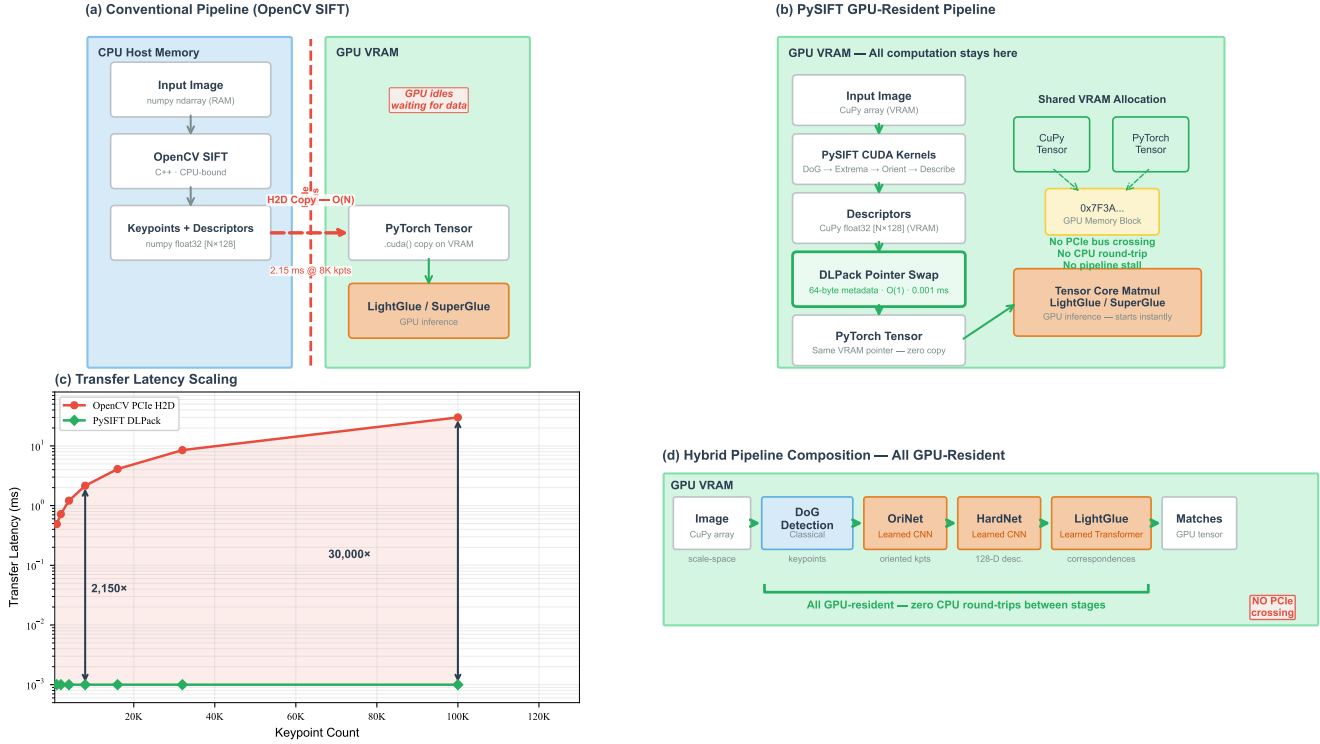 (a) Conventional Pipeline (OpenCV SIFT)
CPU Host Memory
Input Image
numpy ndarray (RAM)
OpenCV SIFT
C++ · CPU-bound
Keypoints + Descriptors
numpy float32 [N×128]
H2D Copy — O(N)
2.15 ms @ 8K kpts
GPU VRAM
GPU idles
waiting for data
PyTorch Tensor
.cuda() copy on VRAM
LightGlue / SuperGlue
GPU inference
(b) PySIFT GPU-Resident Pipeline
GPU VRAM — All computation stays here
Input Image
CuPy array (VRAM)
PySIFT CUDA Kernels
DoG → Extrema → Orient → Describe
Descriptors
CuPy float32 [N×128] (VRAM)
DLPack Pointer Swap
64-byte metadata · O(1) · 0.001 ms
PyTorch Tensor
Same VRAM pointer — zero copy
Shared VRAM Allocation
CuPy
Tensor
PyTorch
Tensor
0x7F3A...
GPU Memory Block
No PCIe bus crossing
No CPU round-trip
No pipeline stall
Tensor Core Matmul
LightGlue / SuperGlue
GPU inference — starts instantly
(c) Transfer Latency Scaling
OpenCV PCIe H2D
PySIFT DLPack
Transfer Latency (ms)
10¹
10⁰
10⁻¹
10⁻²
10⁻³
2,150×
30,000×
20K
40K
60K
80K
100K
120K
Keypoint Count
(d) Hybrid Pipeline Composition — All GPU-Resident
GPU VRAM
Image
CuPy array
scale-space
DoG
Detection
Classical
keypoints
OriNet
Learned CNN
oriented kpts
HardNet
Learned CNN
128-D desc.
LightGlue
Learned Transformer
correspondences
Matches
GPU tensor
All GPU-resident — zero CPU round-trips between stages
NO PCIe
crossing